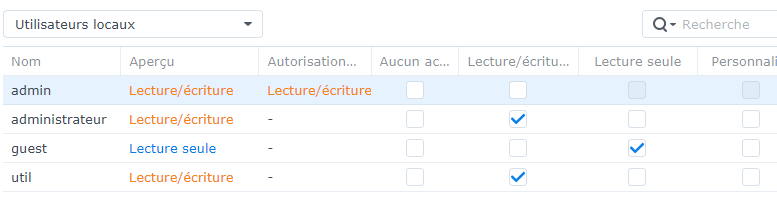 Utilisateurs locaux Recherche
Nom Aperçu Autorisation... Aucun ac... Lecture/écritu... Lecture seule Personnali
admin Lecture/écriture Lecture/écriture
administrateur Lecture/écriture -
guest Lecture seule -
util Lecture/écriture -